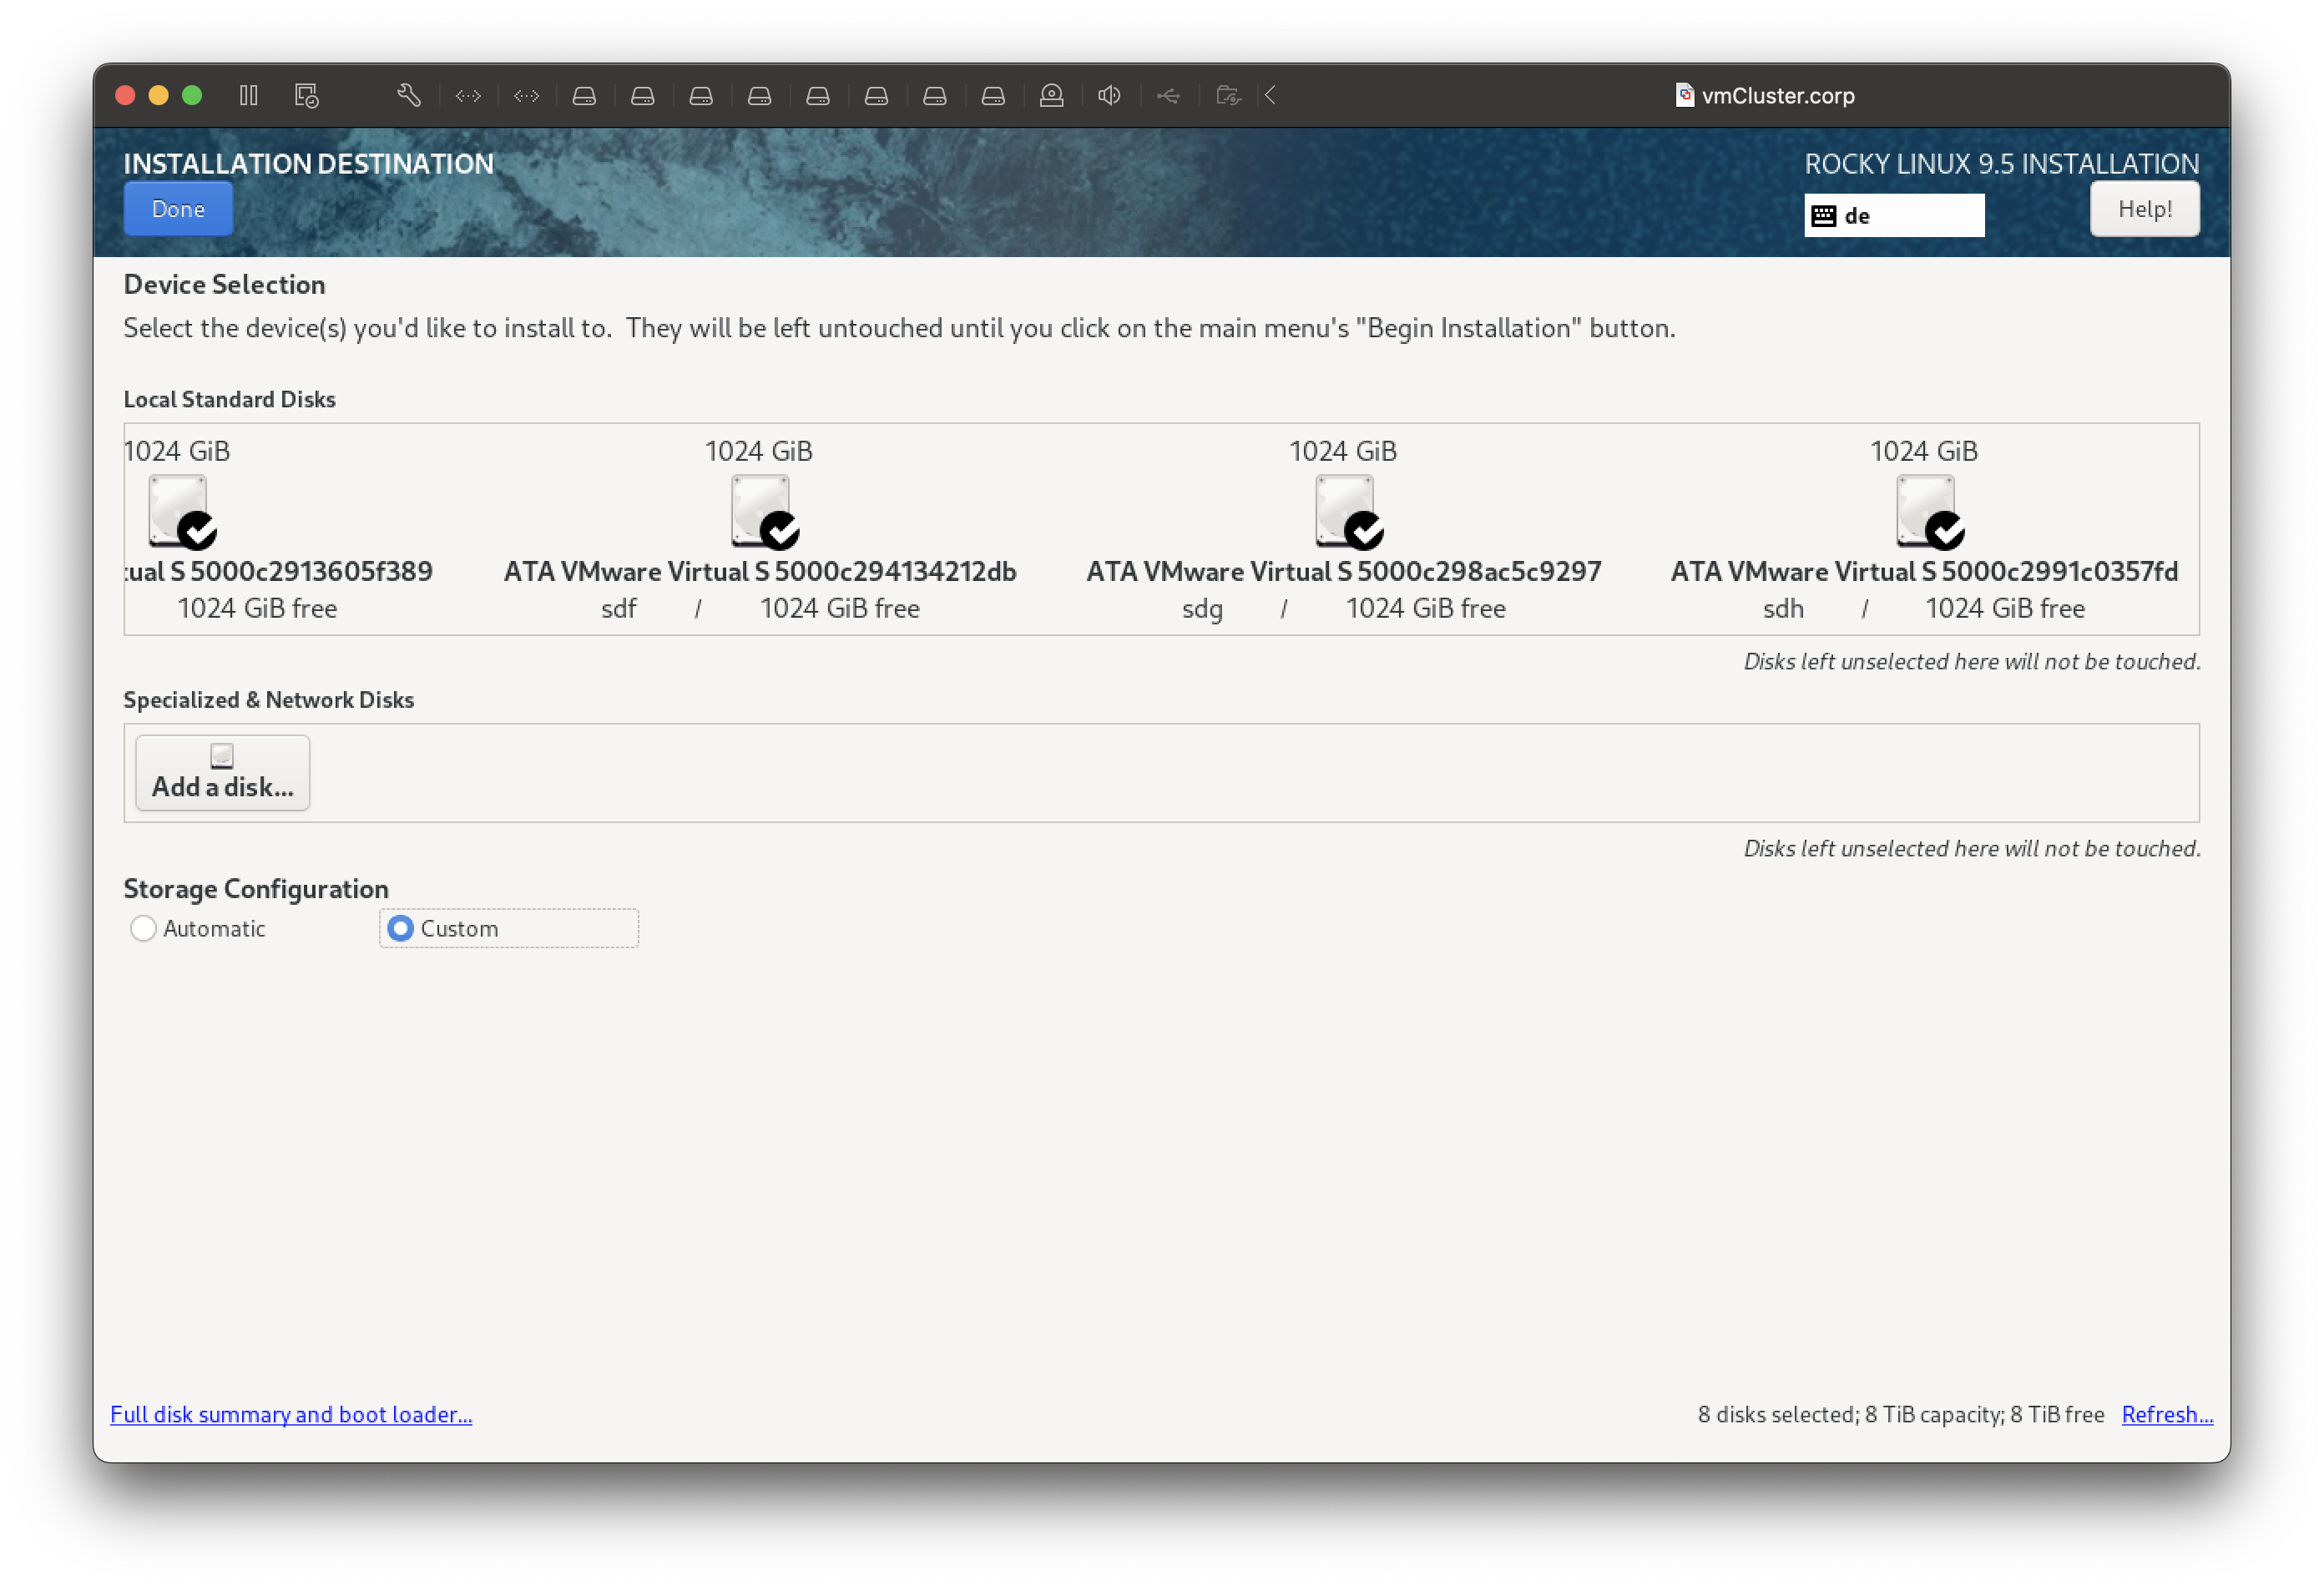 vmCluster.corp
INSTALLATION DESTINATION
ROCKY LINUX 9.5 INSTALLATION
Done
de
Help!
Device Selection
Select the device(s) you'd like to install to. They will be left untouched until you click on the main menu's "Begin Installation" button.
Local Standard Disks
1024 GiB 1024 GiB 1024 GiB 1024 GiB
tual S 5000c2913605f389 ATA VMware Virtual S 5000c294134212db ATA VMware Virtual S 5000c298ac5c9297 ATA VMware Virtual S 5000c2991c0357fd
1024 GiB free sdf / 1024 GiB free sdg / 1024 GiB free sdh / 1024 GiB free
Disks left unselected here will not be touched.
Specialized & Network Disks
Add a disk...
Disks left unselected here will not be touched.
Storage Configuration
Automatic Custom
Full disk summary and boot loader... 8 disks selected; 8 TiB capacity; 8 TiB free Refresh...